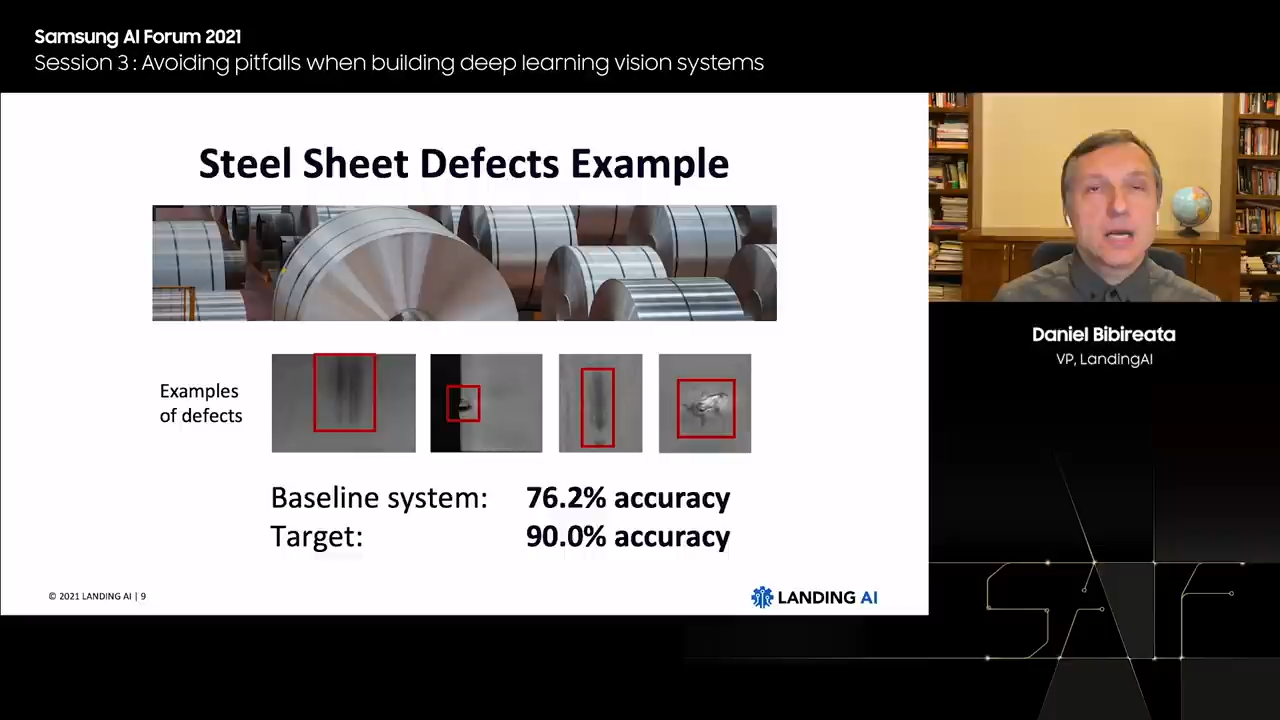 Samsung AI Forum 2021
Session 3 : Avoiding pitfalls when building deep learning vision systems
Steel Sheet Defects Example
Examples
of defects
Baseline system: 76.2% accuracy
Target: 90.0% accuracy
© 2021 LANDING AI | 9
LANDING AI
Daniel Bibireata
VP, LandingAI
SAIF